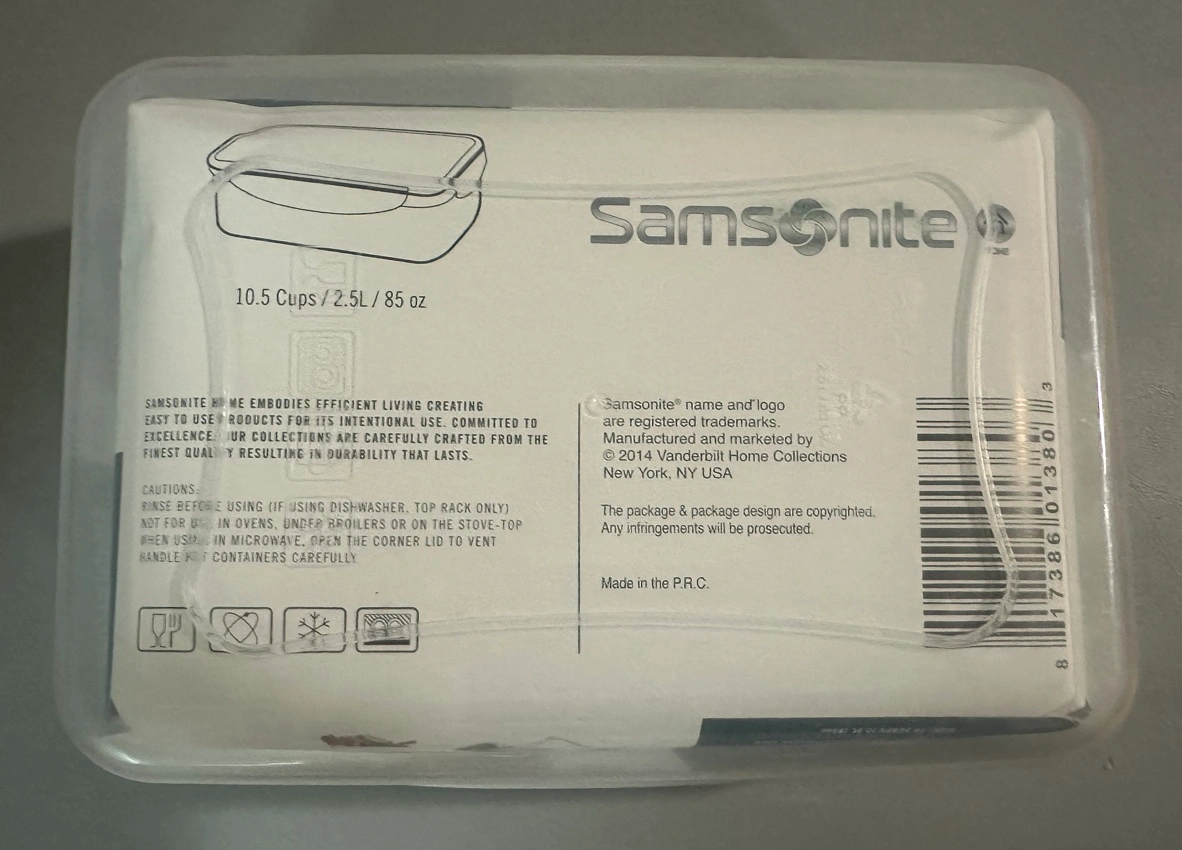 Samsonite
10.5 Cups / 2.5L / 85 oz
SAMSONITE HOME EMBODIES EFFICIENT LIVING CREATING
EASY TO USE PRODUCTS FOR ITS INTENTIONAL USE. COMMITTED TO
EXCELLENCE. OUR COLLECTIONS ARE CAREFULLY CRAFTED FROM THE
FINEST QUALITY RESULTING IN DURABILITY THAT LASTS.
CAUTIONS:
RINSE BEFORE USING (IF USING DISHWASHER, TOP RACK ONLY)
NOT FOR USE IN OVENS, UNDER BROILERS OR ON THE STOVE-TOP
WHEN USING IN MICROWAVE, OPEN THE CORNER LID TO VENT
HANDLE HOT CONTAINERS CAREFULLY
Samsonite® name and logo
are registered trademarks.
Manufactured and marketed by
© 2014 Vanderbilt Home Collections
New York, NY USA
The package & package design are copyrighted.
Any infringements will be prosecuted.
Made in the P.R.C.
8 17386 01380 3
PP